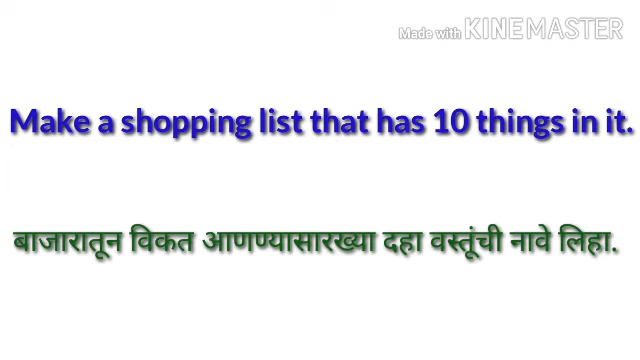 Made with KINEMASTER
Make a shopping list that has 10 things in it.
बाजारातून विकत आणण्यासारख्या दहा वस्तूंची नावे लिहा.